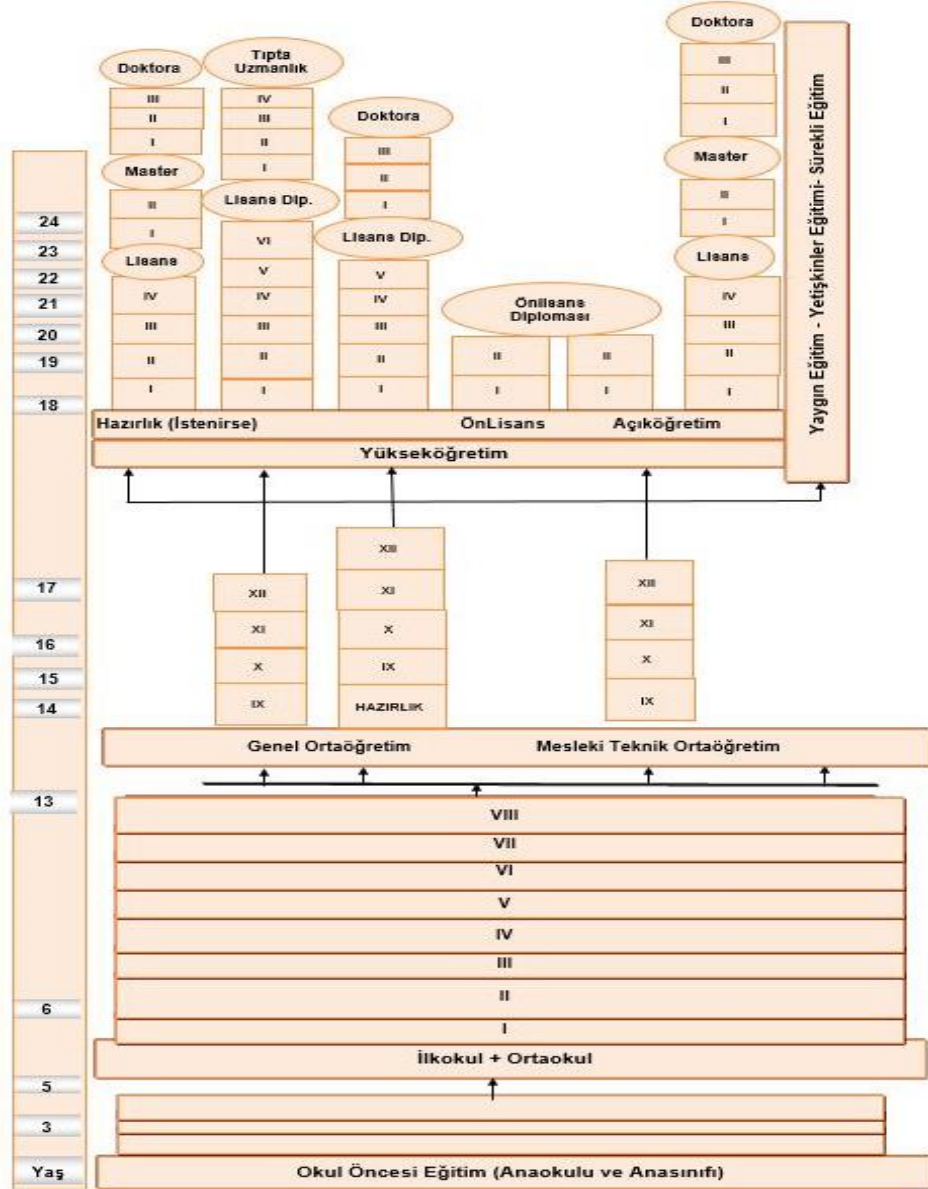 Doktora
III
II
I
Master
II
I
Lisans
IV
III
II
I
Tıpta
Uzmanlık
IV
III
II
I
Lisans Dip.
VI
V
IV
III
II
I
Doktora
III
II
I
Lisans Dip.
V
IV
III
II
I
Önlisans
Diploması
II
I
II
I
Doktora
III
II
I
Master
II
I
Lisans
IV
III
II
I
Yaygın Eğitim - Yetişkinler Eğitimi- Sürekli Eğitim
24
23
22
21
20
19
18
Hazırlık (İstenirse) ÖnLisans Açıköğretim
Yükseköğretim
XII
XI
X
IX
XII
XI
X
IX
HAZIRLIK
XII
XI
X
IX
17
16
15
14
Genel Ortaöğretim Mesleki Teknik Ortaöğretim
13
VIII
VII
VI
V
IV
III
II
I
6
İlkokul + Ortaokul
5
3
Yaş
Okul Öncesi Eğitim (Anaokulu ve Anasınıfı)